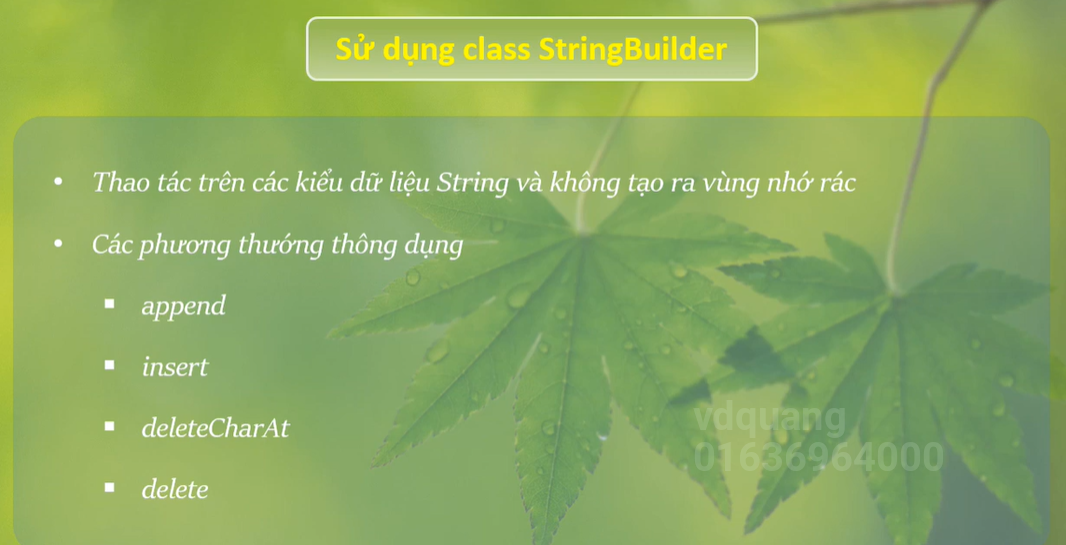 Sử dụng class StringBuilder
• Thao tác trên các kiểu dữ liệu String và không tạo ra vùng nhớ rác
• Các phương thướng thông dụng
▪ append
▪ insert
▪ deleteCharAt
▪ delete
vdquang
01636964000